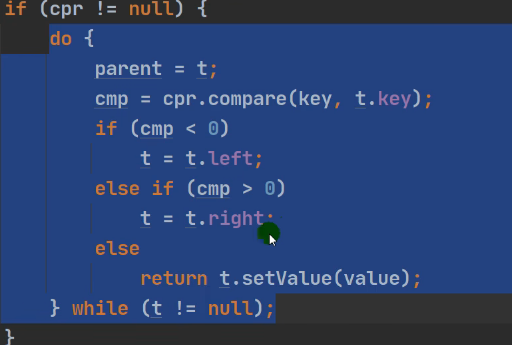 if (cpr != null) {
do {
parent = t;
cmp = cpr.compare(key, t.key);
if (cmp < 0)
t = t.left;
else if (cmp > 0)
t = t.right;
else
return t.setValue(value);
} while (t != null);
}